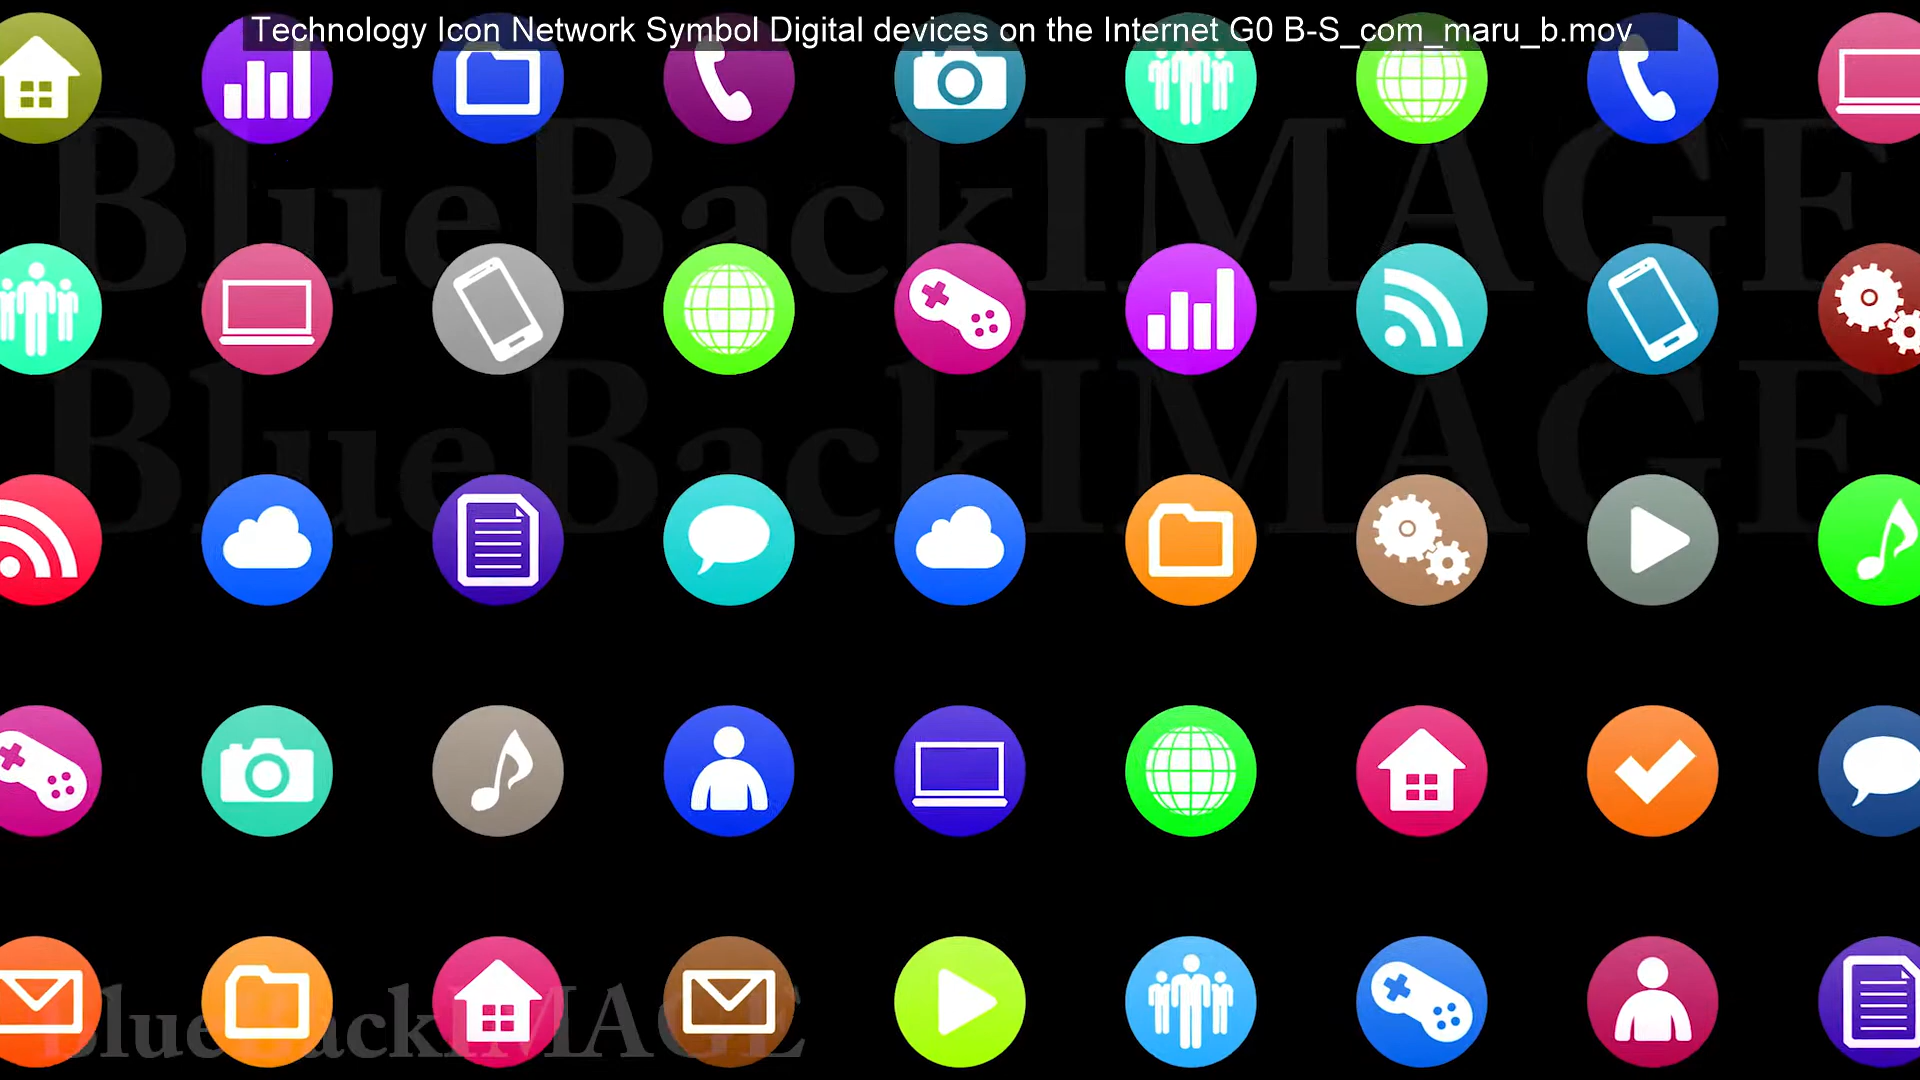 Technology Icon Network Symbol Digital devices on the Internet G0 B-S_com_maru_b.mov
BlueBackIMAGE
BlueBackIMAGE
BlueBackIMAGE